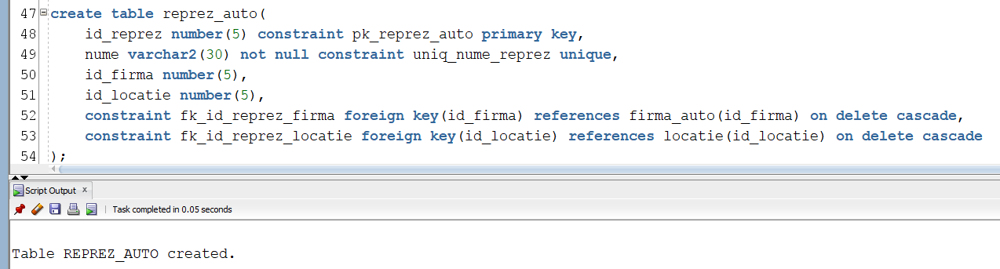 47 create table reprez_auto(
48 id_reprez number(5) constraint pk_reprez_auto primary key,
49 nume varchar2(30) not null constraint uniq_nume_reprez unique,
50 id_firma number(5),
51 id_locatie number(5),
52 constraint fk_id_reprez_firma foreign key(id_firma) references firma_auto(id_firma) on delete cascade,
53 constraint fk_id_reprez_locatie foreign key(id_locatie) references locatie(id_locatie) on delete cascade
54 );
Script Output x
Task completed in 0.05 seconds
Table REPREZ_AUTO created.